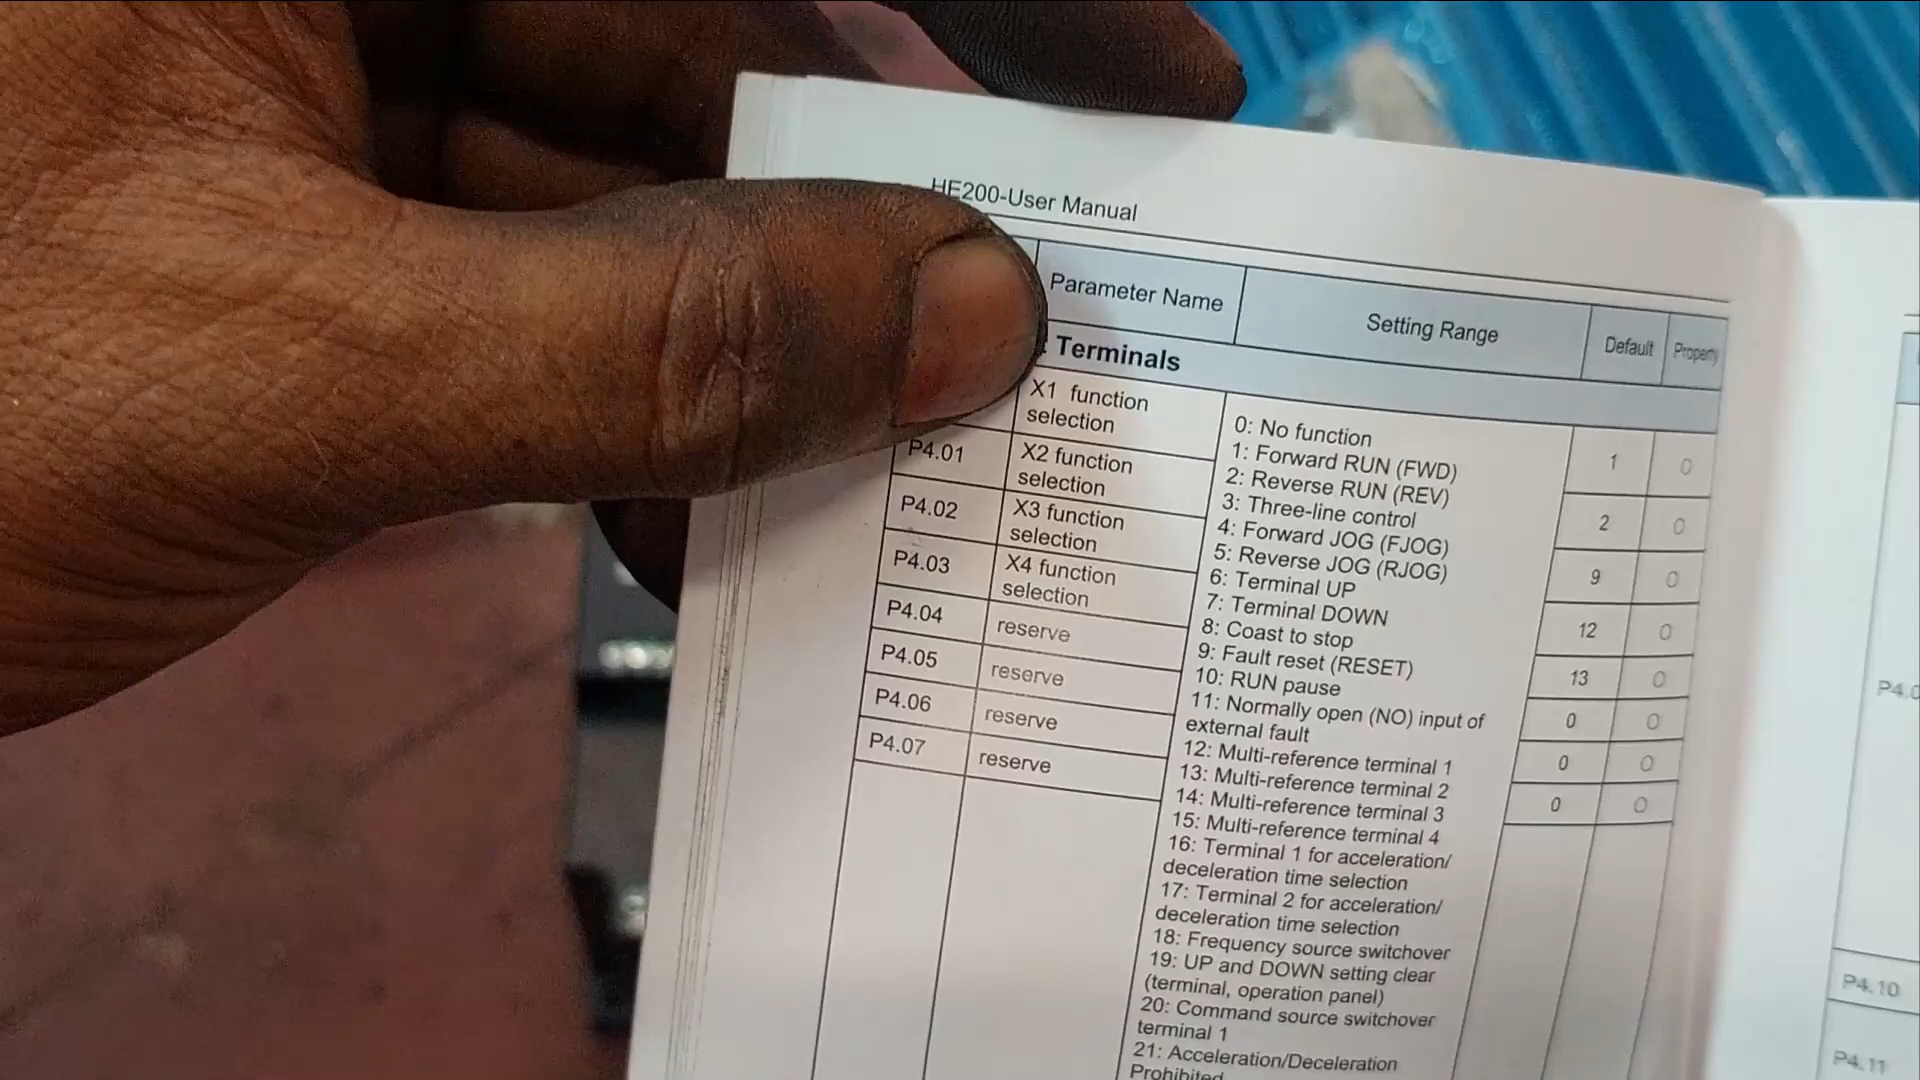 HE200-User Manual
Parameter Name
Setting Range
Default
Property
: Terminals
X1 function
selection
P4.01
X2 function
selection
P4.02
X3 function
selection
P4.03
X4 function
selection
P4.04
reserve
P4.05
reserve
P4.06
reserve
P4.07
reserve
0: No function
1: Forward RUN (FWD)
2: Reverse RUN (REV)
3: Three-line control
4: Forward JOG (FJOG)
5: Reverse JOG (RJOG)
6: Terminal UP
7: Terminal DOWN
8: Coast to stop
9: Fault reset (RESET)
10: RUN pause
11: Normally open (NO) input of
external fault
12: Multi-reference terminal 1
13: Multi-reference terminal 2
14: Multi-reference terminal 3
15: Multi-reference terminal 4
16: Terminal 1 for acceleration/
deceleration time selection
17: Terminal 2 for acceleration/
deceleration time selection
18: Frequency source switchover
19: UP and DOWN setting clear
(terminal, operation panel)
20: Command source switchover
terminal 1
21: Acceleration/Deceleration
Prohibited
1 ○
2 ○
9 ○
12 ○
13 ○
0 ○
0 ○
0 ○
P4.10
P4.11